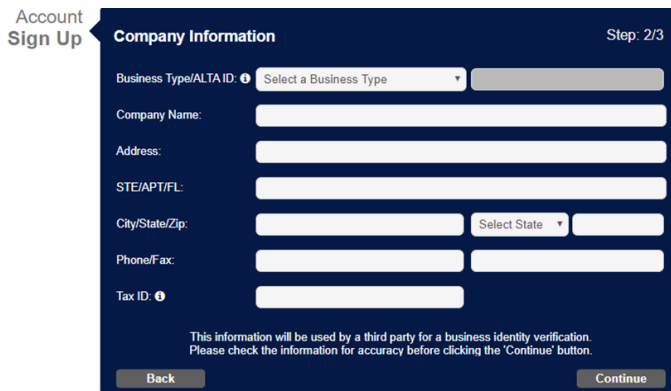 Account
Sign Up
Company Information
Step: 2/3
Business Type/ALTA ID:
Select a Business Type
Company Name:
Address:
STE/APT/FL:
City/State/Zip:
Select State
Phone/Fax:
Tax ID:
This information will be used by a third party for a business identity verification.
Please check the information for accuracy before clicking the 'Continue' button.
Back
Continue